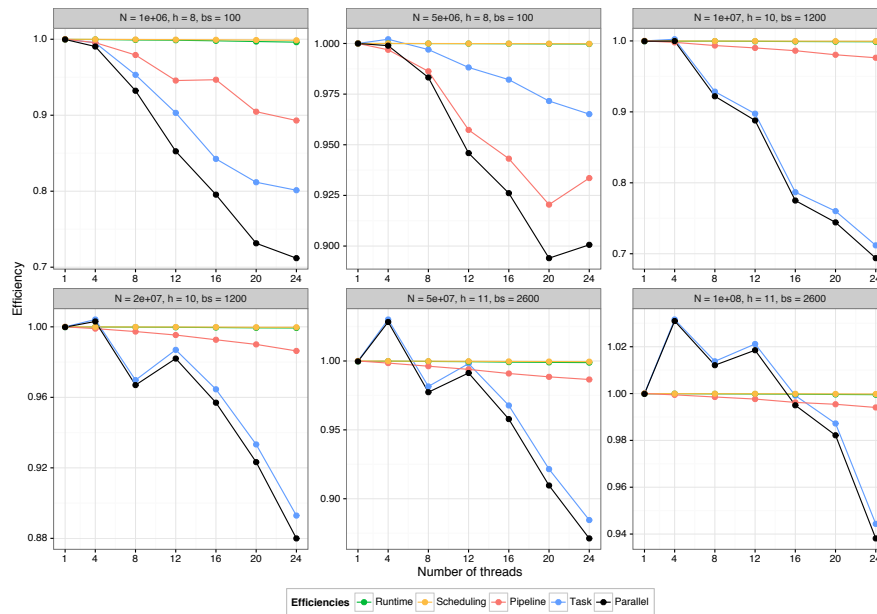 N = 1e+06, h = 8, bs = 100
N = 5e+06, h = 8, bs = 100
N = 1e+07, h = 10, bs = 1200
1.0
0.9
0.8
0.7
1.000
0.975
0.950
0.925
0.900
1.0
0.9
0.8
0.7
1 4 8 12 16 20 24
1 4 8 12 16 20 24
1 4 8 12 16 20 24
Efficiency
N = 2e+07, h = 10, bs = 1200
N = 5e+07, h = 11, bs = 2600
N = 1e+08, h = 11, bs = 2600
1.00
0.96
0.92
0.88
1.00
0.95
0.90
1.02
1.00
0.98
0.96
0.94
1 4 8 12 16 20 24
1 4 8 12 16 20 24
1 4 8 12 16 20 24
Number of threads
Efficiencies Runtime Scheduling Pipeline Task Parallel